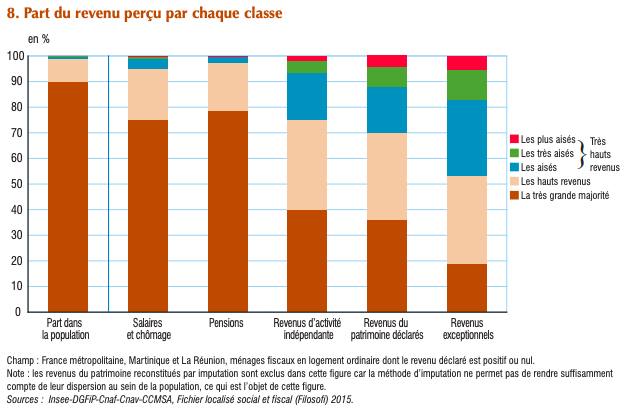 8. Part du revenu perçu par chaque classe
en %
100
90
80
70
60
50
40
30
20
10
0
Part dans
la population
Salaires
et chômage
Pensions
Revenus d'activité
indépendante
Revenus du
patrimoine déclarés
Revenus
exceptionnels
Les plus aisés
Les très aisés
Les aisés
Très
hauts
revenus
Les hauts revenus
La très grande majorité
Champ : France métropolitaine, Martinique et La Réunion, ménages fiscaux en logement ordinaire dont le revenu déclaré est positif ou nul.
Note : les revenus du patrimoine reconstitués par imputation sont exclus dans cette figure car la méthode d'imputation ne permet pas de rendre suffisamment
compte de leur dispersion au sein de la population, ce qui est l'objet de cette figure.
Sources : Insee-DGFiP-Cnaf-Cnav-CCMSA, Fichier localisé social et fiscal (Filosofi) 2015.